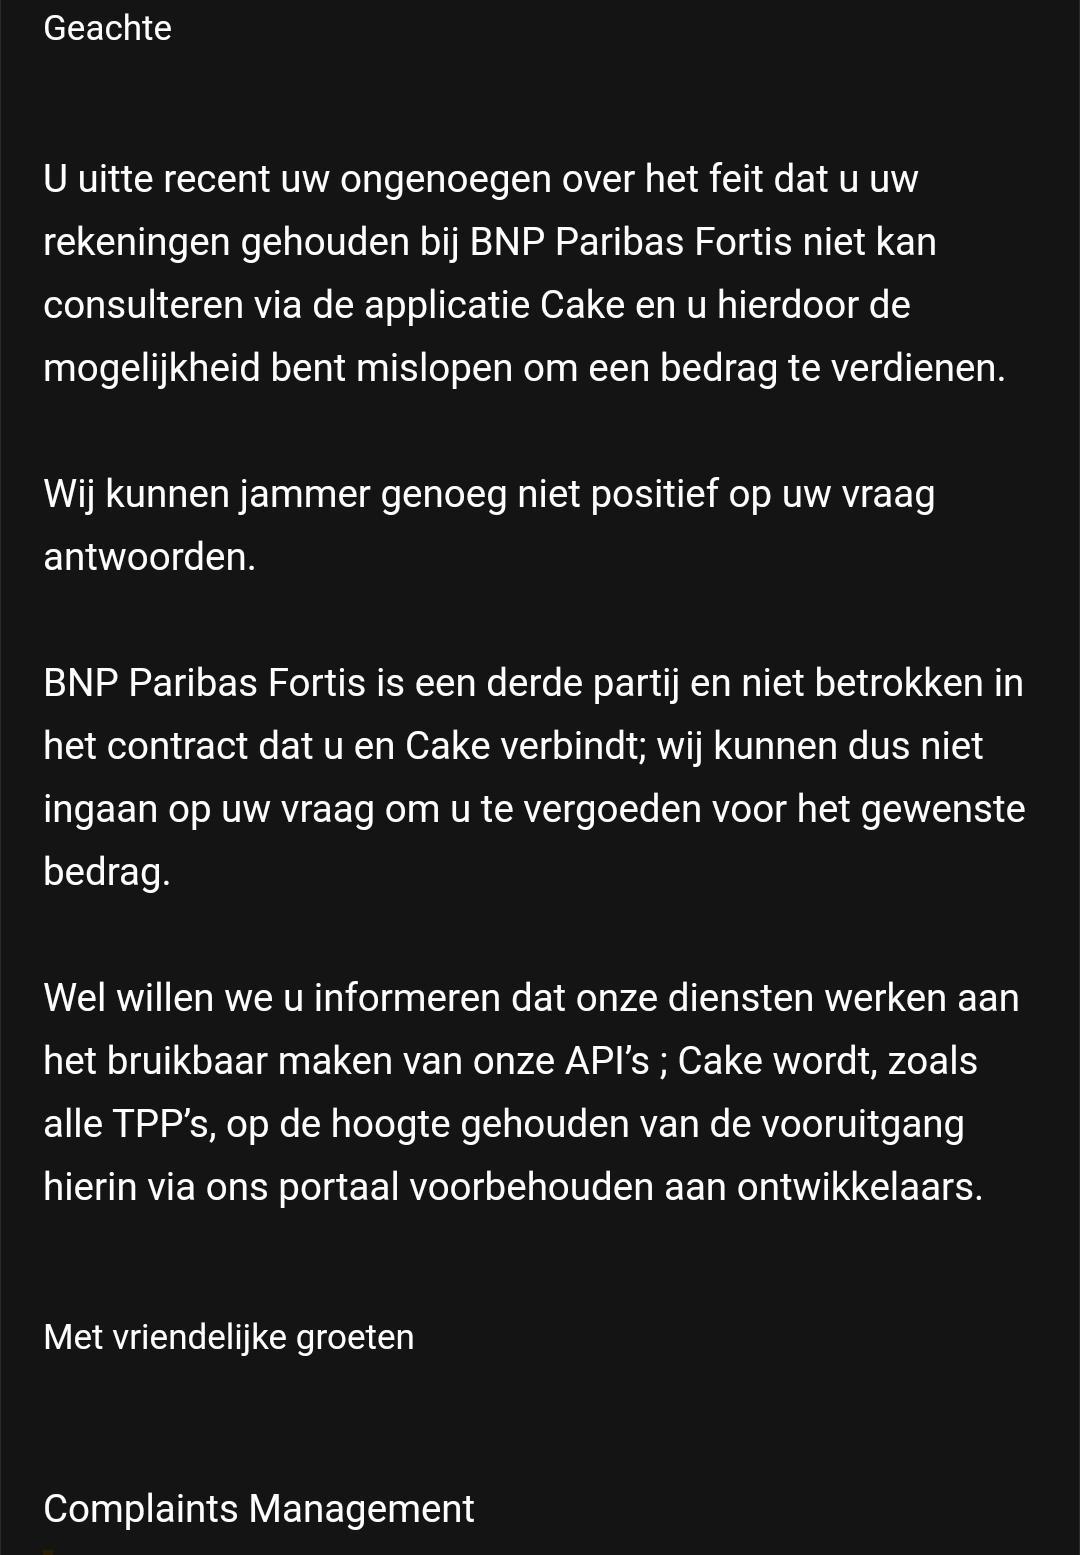 Geachte
U uitte recent uw ongenoegen over het feit dat u uw
rekeningen gehouden bij BNP Paribas Fortis niet kan
consulteren via de applicatie Cake en u hierdoor de
mogelijkheid bent mislopen om een bedrag te verdienen.
Wij kunnen jammer genoeg niet positief op uw vraag
antwoorden.
BNP Paribas Fortis is een derde partij en niet betrokken in
het contract dat u en Cake verbindt; wij kunnen dus niet
ingaan op uw vraag om u te vergoeden voor het gewenste
bedrag.
Wel willen we u informeren dat onze diensten werken aan
het bruikbaar maken van onze API’s ; Cake wordt, zoals
alle TPP’s, op de hoogte gehouden van de vooruitgang
hierin via ons portaal voorbehouden aan ontwikkelaars.
Met vriendelijke groeten
Complaints Management